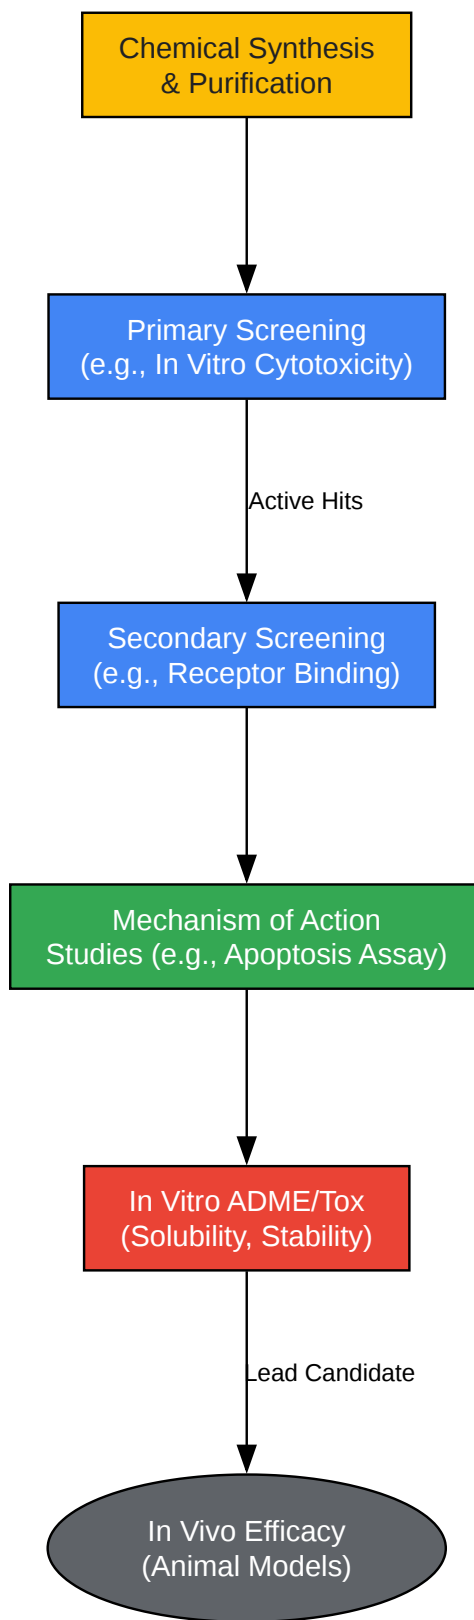 Chemical Synthesis
& Purification
Primary Screening
(e.g., In Vitro Cytotoxicity)
Active Hits
Secondary Screening
(e.g., Receptor Binding)
Mechanism of Action
Studies (e.g., Apoptosis Assay)
In Vitro ADME/Tox
(Solubility, Stability)
Lead Candidate
In Vivo Efficacy
(Animal Models)